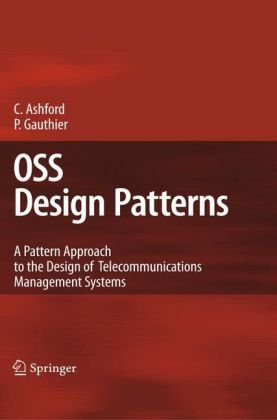 C. Ashford
P. Gauthier
OSS
Design Patterns
A Pattern Approach
to the Design of Telecommunications
Management Systems
Springer